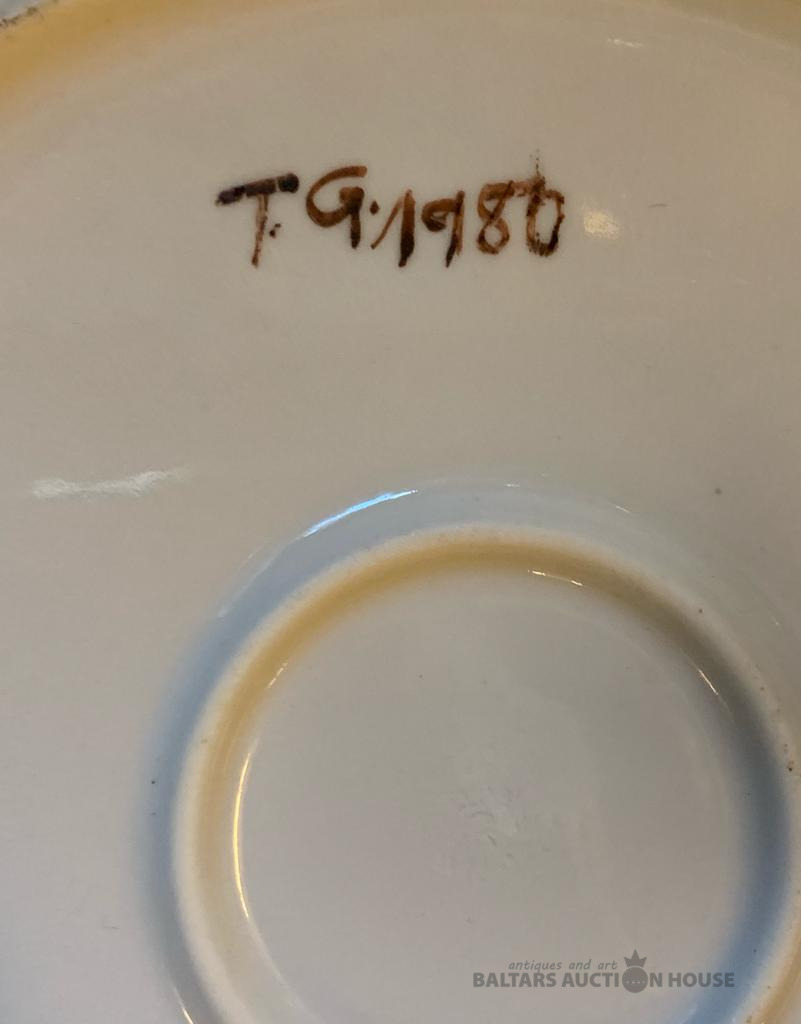 T. G. 1980
antiques and art
BALTARS AUCTION HOUSE